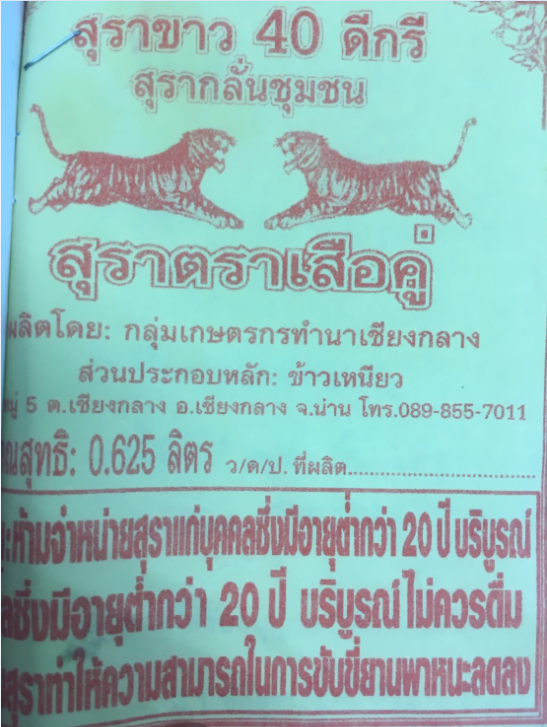 สุราขาว 40 ดีกรี
สุรากลั่นชุมชน
สุราตราเสือคู่
ผลิตโดย: กลุ่มเกษตรกรทำนาเชียงกลาง
ส่วนประกอบหลัก: ข้าวเหนียว
หมู่ 5 ต.เชียงกลาง อ.เชียงกลาง จ.น่าน โทร.089-855-7011
สุทธิ: 0.625 ลิตร ว/ด/ป. ที่ผลิต......................................
ห้ามจำหน่ายสุราแก่บุคคลซึ่งมีอายุต่ำกว่า 20 ปี บริบูรณ์
ซึ่งมีอายุต่ำกว่า 20 ปี บริบูรณ์ ไม่ควรดื่ม
สุราทำให้ความสามารถในการขับขี่ยานพาหนะลดลง